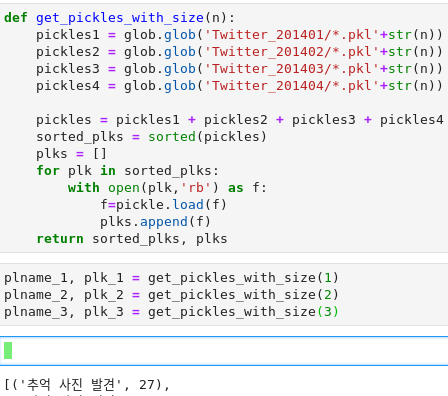 def get_pickles_with_size(n):
    pickles1 = glob.glob('Twitter_201401/*.pkl'+str(n))
    pickles2 = glob.glob('Twitter_201402/*.pkl'+str(n))
    pickles3 = glob.glob('Twitter_201403/*.pkl'+str(n))
    pickles4 = glob.glob('Twitter_201404/*.pkl'+str(n))
    pickles = pickles1 + pickles2 + pickles3 + pickles4
    sorted_plks = sorted(pickles)
    plks = []
    for plk in sorted_plks:
        with open(plk,'rb') as f:
            f=pickle.load(f)
            plks.append(f)
    return sorted_plks, plks
plname_1, plk_1 = get_pickles_with_size(1)
plname_2, plk_2 = get_pickles_with_size(2)
plname_3, plk_3 = get_pickles_with_size(3)
[('추억 사진 발견', 27),